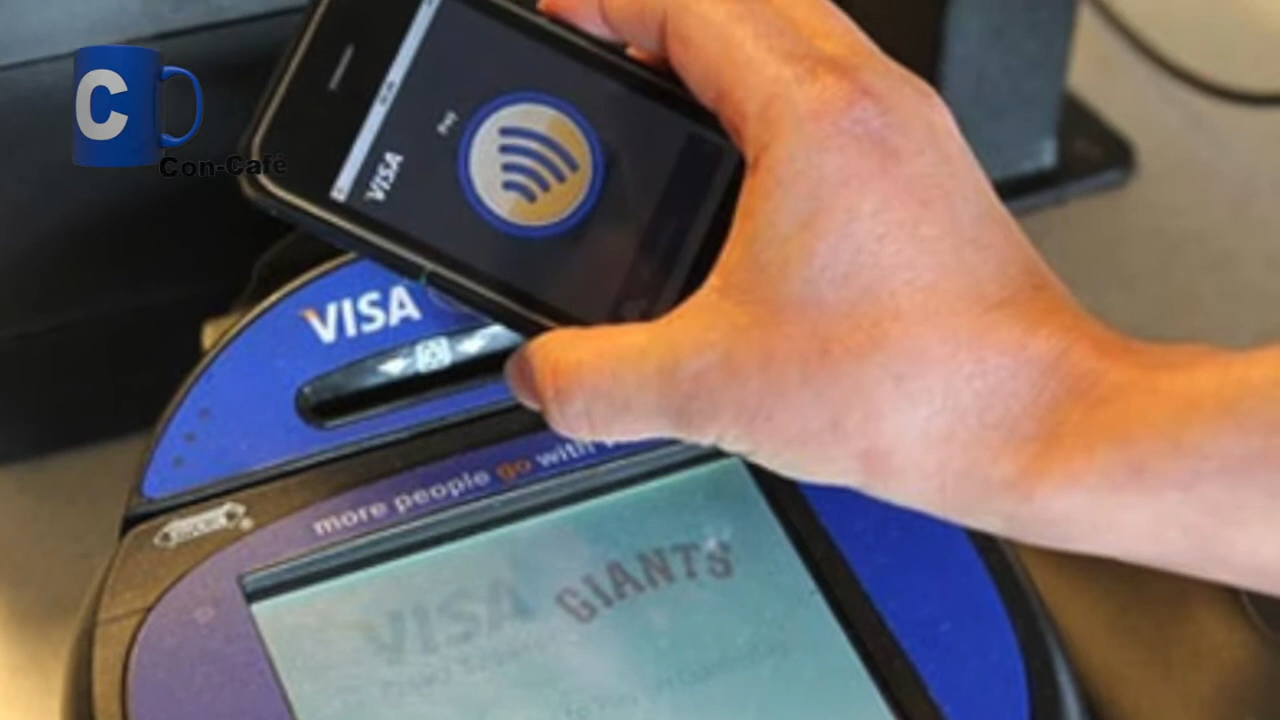 C
Con-Café
Pay
VISA
VISA
more people go with
VISA
GIANTS